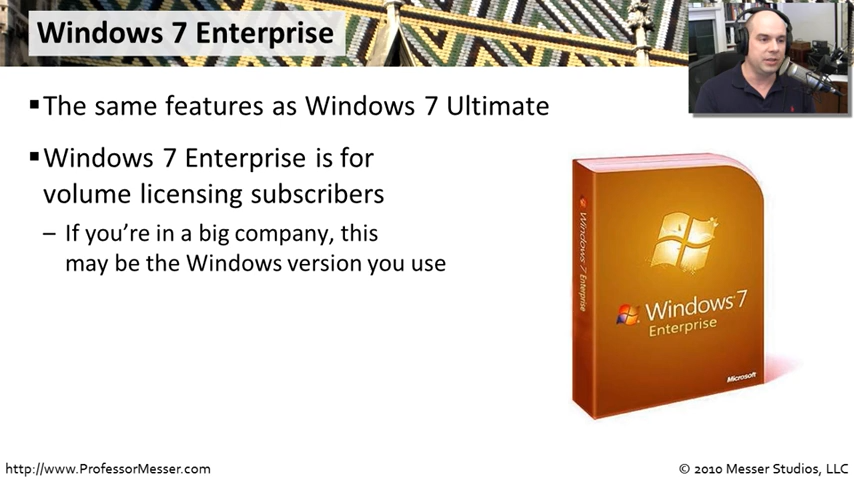 Windows 7 Enterprise
▪The same features as Windows 7 Ultimate
▪Windows 7 Enterprise is for
volume licensing subscribers
– If you’re in a big company, this
may be the Windows version you use
Windows 7 Enterprise
Windows 7
Enterprise
Microsoft
http://www.ProfessorMesser.com
© 2010 Messer Studios, LLC